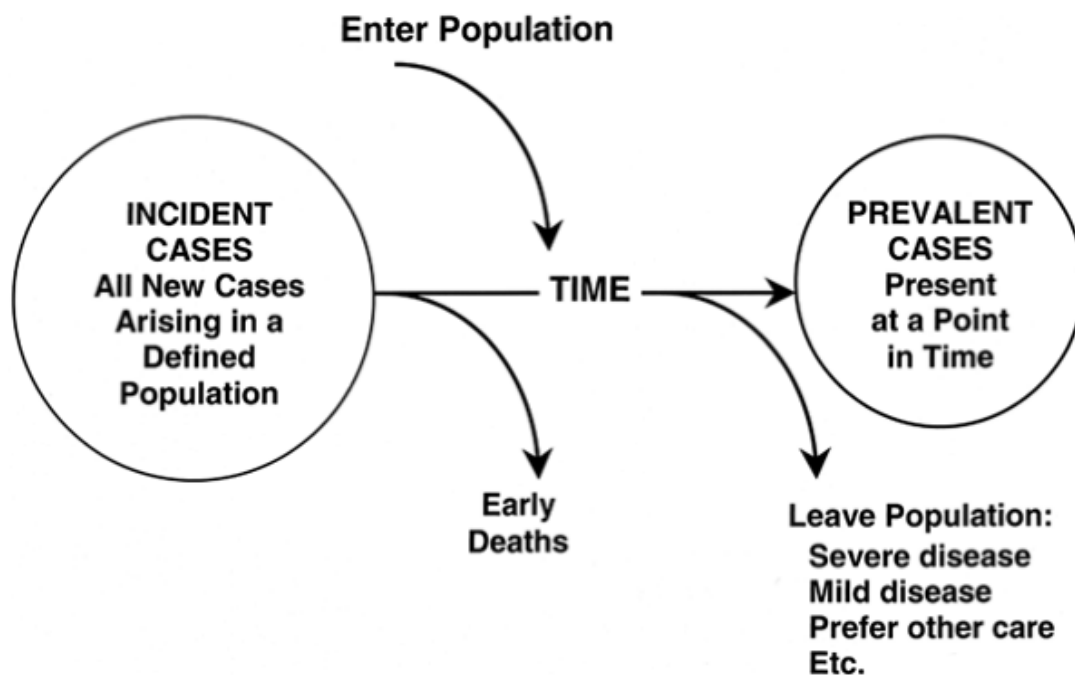 Enter Population
INCIDENT
CASES
All New Cases
Arising in a
Defined
Population
TIME
PREVALENT
CASES
Present
at a Point
in Time
Early
Deaths
Leave Population:
Severe disease
Mild disease
Prefer other care
Etc.